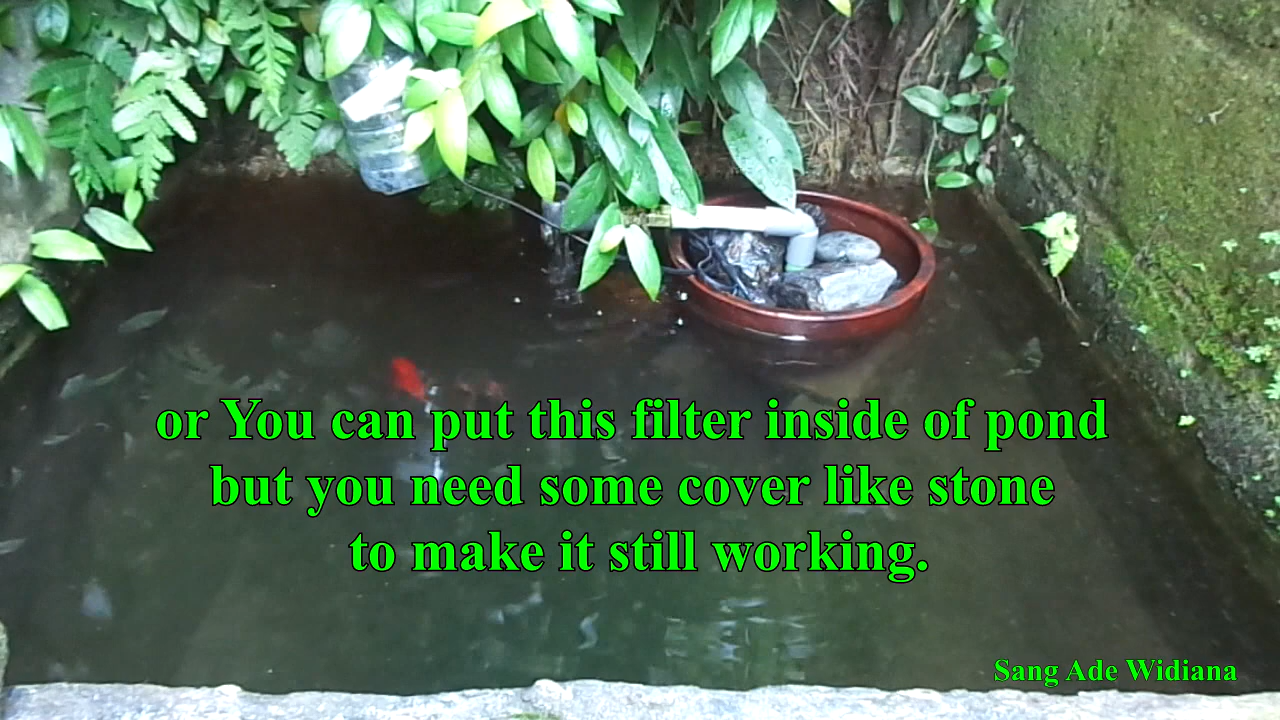 or You can put this filter inside of pond
but you need some cover like stone
to make it still working.
Sang Ade Widiana